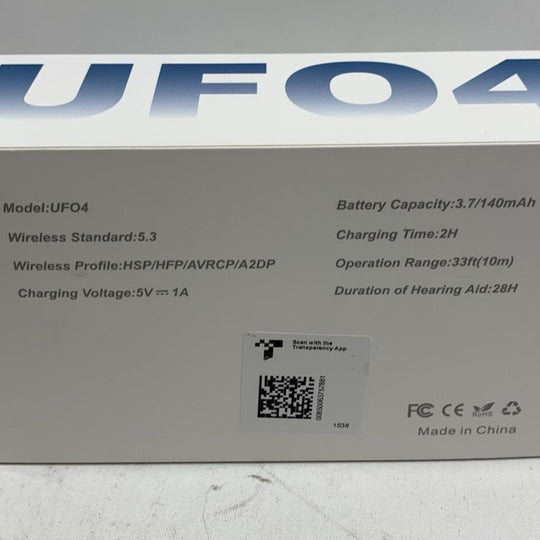 UFO4
Model:UFO4
Wireless Standard:5.3
Wireless Profile:HSP/HFP/AVRCP/A2DP
Charging Voltage:5V⎓1A
Battery Capacity:3.7/140mAh
Charging Time:2H
Operation Range:33ft(10m)
Duration of Hearing Aid:28H
Scan with the
Transparency App
1538
FC CE RoHS
Made in China